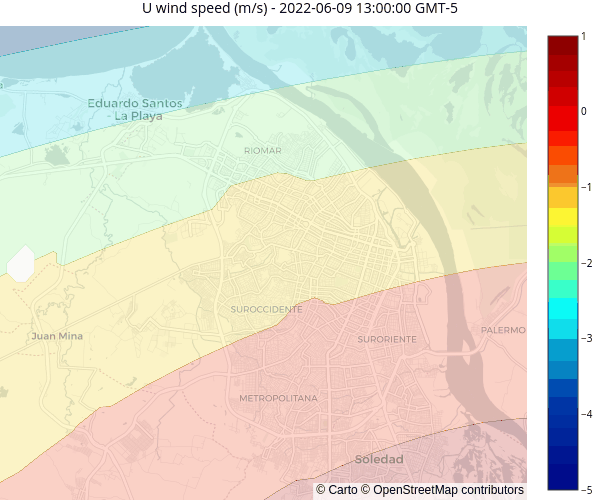 U wind speed (m/s) - 2022-06-09 13:00:00 GMT-5
1
Eduardo Santos
- La Playa
0
RIOMAR
−1
−2
SUROCCIDENTE
Juan Mina
SURORIENTE
PALERMO
−3
METROPOLITANA
−4
Soledad
© Carto © OpenStreetMap contributors
−5